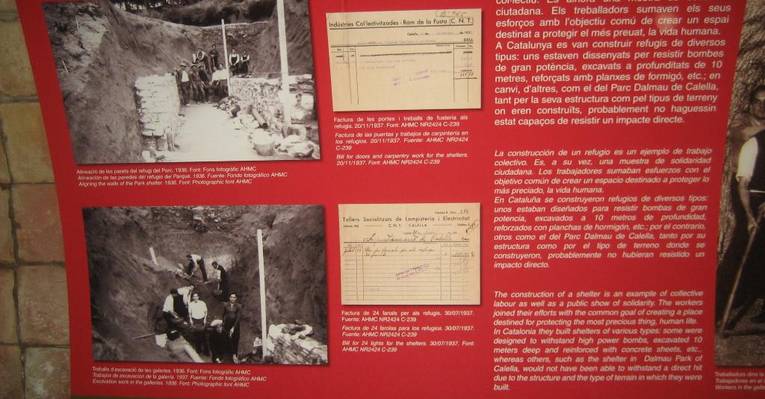 ciutadana. Els treballadors sumaven els seus
esforços amb l'objectiu comú de crear un espai
destinat a protegir el més preuat, la vida humana.
A Catalunya es van construir refugis de diversos
tipus: uns estaven dissenyats per resistir bombes
de gran potència, excavats a profunditats de 10
metres, reforçats amb planxes de formigó, etc.; en
canvi, d'altres, com el del Parc Dalmau de Calella,
tant per la seva estructura com pel tipus de terreny
on eren construïts, probablement no haguessin
estat capaços de resistir un impacte directe.
La construcción de un refugio es un ejemplo de trabajo
colectivo. Es, a su vez, una muestra de solidaridad
ciudadana. Los trabajadores sumaban esfuerzos con el
objetivo común de crear un espacio destinado a proteger lo
más preciado, la vida humana.
En Cataluña se construyeron refugios de diversos tipos:
unos estaban diseñados para resistir bombas de gran
potencia, excavados a 10 metros de profundidad,
reforzados con planchas de hormigón, etc.; por el contrario,
otros como el del Parc Dalmau de Calella, tanto por su
estructura como por el tipo de terreno donde se
construyeron, probablemente no hubieran resistido un
impacto directo.
The construction of a shelter is an example of collective
labour as well as a public show of solidarity. The workers
joined their efforts with the common goal of creating a place
destined for protecting the most precious thing, human life.
In Catalonia they built shelters of various types: some were
designed to withstand high power bombs, excavated 10
meters deep and reinforced with concrete sheets, etc.,
whereas others, such as the shelter in Dalmau Park of
Calella, would not have been able to withstand a direct hit
due to the structure and the type of terrain in which they were
built.
Indústries Col·lectivitzades - Ram de la Fusta (C. N. T.
Factura de les portes i treballs de fusteria als
refugis. 20/11/1937. Font: AHMC NR2424 C-239
Factura de las puertas y trabajos de carpintería en
los refugios. 20/11/1937. Fuente: AHMC NR2424
C-239
Bill for doors and carpentry work for the shelters.
20/11/1937. Font: AHMC NR2424 C-239
Alineació de les parets del refugi del Parc. 1938. Font: Fons fotogràfic AHMC
Alineación de las paredes del refugio del Parque. 1938. Fuente: Fondo fotográfico AHMC
Aligning the walls of the Park shelter. 1938. Font: Photographic font AHMC
Tallers Socialitzats de Lampisteria i Electricitat
C. N. T. CALELLA
Factura de 24 fanals per als refugis. 30/07/1937.
Fuente: AHMC NR2424 C-239
Factura de 24 farolas para los refugios. 30/07/1937.
Fuente: AHMC NR2424 C-239
Bill for 24 lights for the shelters. 30/07/1937. Font:
AHMC NR2424 C-239
Treballs d'excavació de les galeries. 1938. Font: Fons fotogràfic AHMC
Trabajos de excavación de la galería. 1937. Fuente: Fondo fotográfico AHMC
Excavation work in the galleries. 1938. Font: Photographic font AHMC